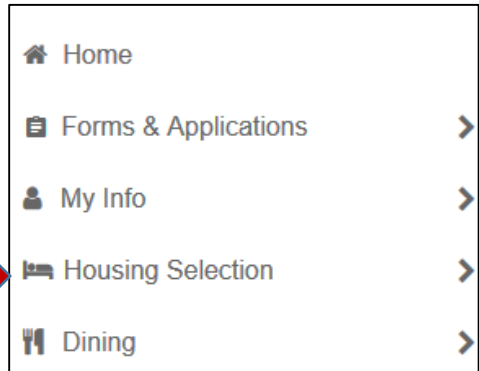 Home
Forms & Applications
My Info
Housing Selection
Dining